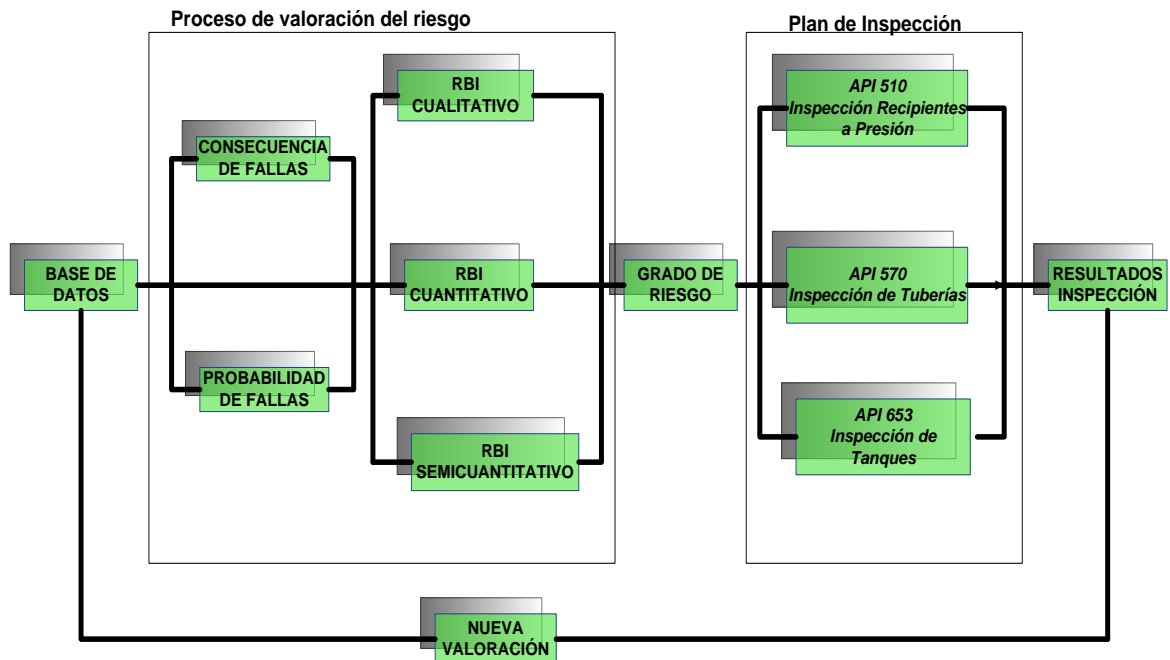 Proceso de valoración del riesgo
Plan de Inspección
BASE DE
DATOS
CONSECUENCIA
DE FALLAS
PROBABILIDAD
DE FALLAS
RBI
CUALITATIVO
RBI
CUANTITATIVO
RBI
SEMICUANTITATIVO
GRADO DE
RIESGO
API 510
Inspección Recipientes
a Presión
API 570
Inspección de Tuberías
API 653
Inspección de
Tanques
RESULTADOS
INSPECCIÓN
NUEVA
VALORACIÓN